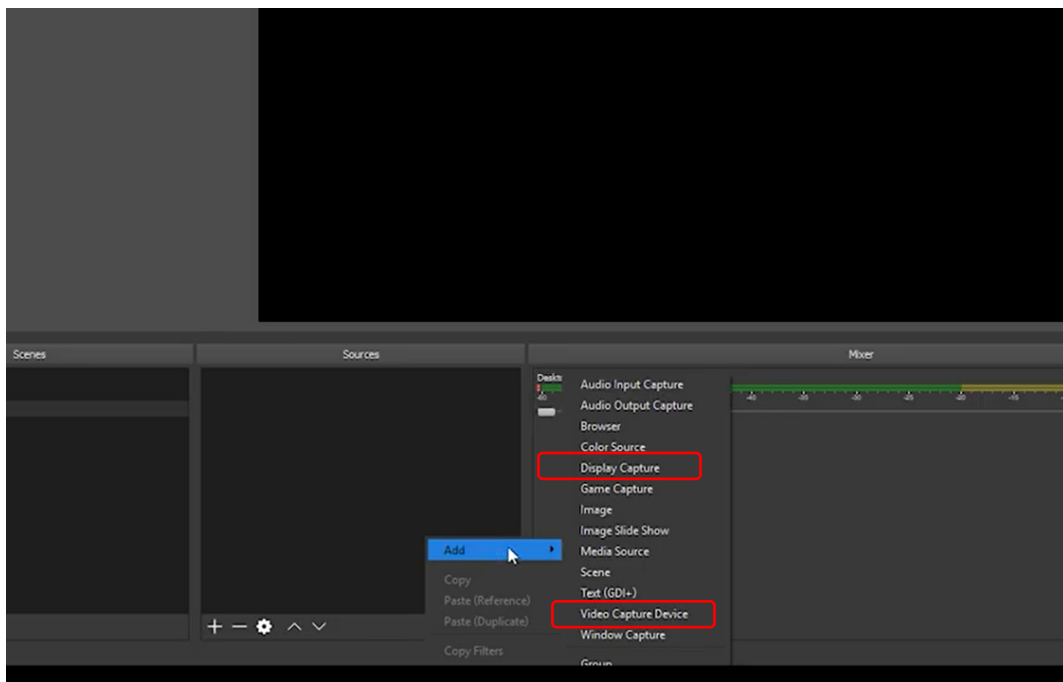 Scenes
Sources
Mixer
Audio Input Capture
Audio Output Capture
Browser
Color Source
Display Capture
Game Capture
Image
Image Slide Show
Media Source
Scene
Text (GDI+)
Video Capture Device
Window Capture
Group
Add
Copy
Paste (Reference)
Paste (Duplicate)
Copy Filters